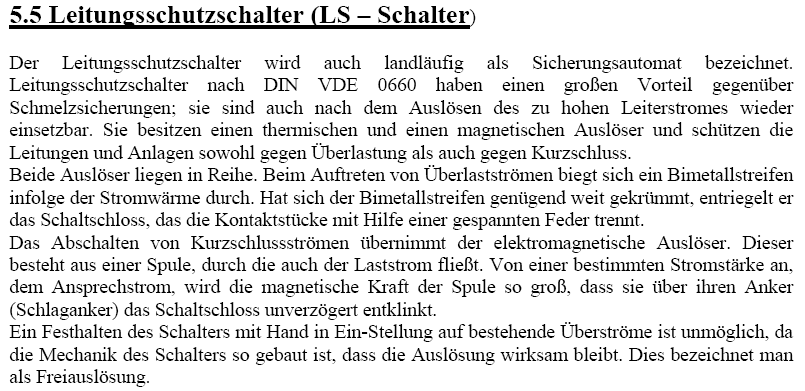 5.5 Leitungsschutzschalter (LS – Schalter)
Der Leitungsschutzschalter wird auch landläufig als Sicherungsautomat bezeichnet.
Leitungsschutzschalter nach DIN VDE 0660 haben einen großen Vorteil gegenüber
Schmelzsicherungen; sie sind auch nach dem Auslösen des zu hohen Leiterstromes wieder
einsetzbar. Sie besitzen einen thermischen und einen magnetischen Auslöser und schützen die
Leitungen und Anlagen sowohl gegen Überlastung als auch gegen Kurzschluss.
Beide Auslöser liegen in Reihe. Beim Auftreten von Überlastströmen biegt sich ein Bimetallstreifen
infolge der Stromwärme durch. Hat sich der Bimetallstreifen genügend weit gekrümmt, entriegelt er
das Schaltschloss, das die Kontaktstücke mit Hilfe einer gespannten Feder trennt.
Das Abschalten von Kurzschlussströmen übernimmt der elektromagnetische Auslöser. Dieser
besteht aus einer Spule, durch die auch der Laststrom fließt. Von einer bestimmten Stromstärke an,
dem Ansprechstrom, wird die magnetische Kraft der Spule so groß, dass sie über ihren Anker
(Schlaganker) das Schaltschloss unverzögert entklinkt.
Ein Festhalten des Schalters mit Hand in Ein-Stellung auf bestehende Überströme ist unmöglich, da
die Mechanik des Schalters so gebaut ist, dass die Auslösung wirksam bleibt. Dies bezeichnet man
als Freiauslösung.